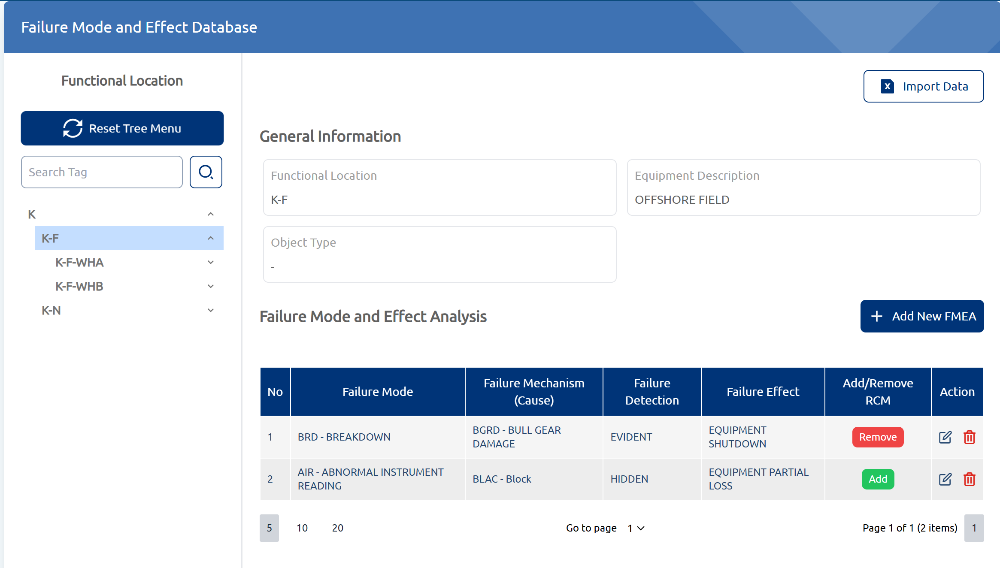 Failure Mode and Effect Database
Functional Location
Reset Tree Menu
Search Tag
K
K-F
K-F-WHA
K-F-WHB
K-N
Import Data
General Information
Functional Location
K-F
Equipment Description
OFFSHORE FIELD
Object Type
-
Failure Mode and Effect Analysis
Add New FMEA
No
Failure Mode
Failure Mechanism
(Cause)
Failure
Detection
Failure Effect
Add/Remove
RCM
Action
1
BRD - BREAKDOWN
BGRD - BULL GEAR
DAMAGE
EVIDENT
EQUIPMENT
SHUTDOWN
Remove
2
AIR - ABNORMAL INSTRUMENT
READING
BLAC - Block
HIDDEN
EQUIPMENT PARTIAL
LOSS
Add
5 10 20
Go to page 1
Page 1 of 1 (2 items) 1